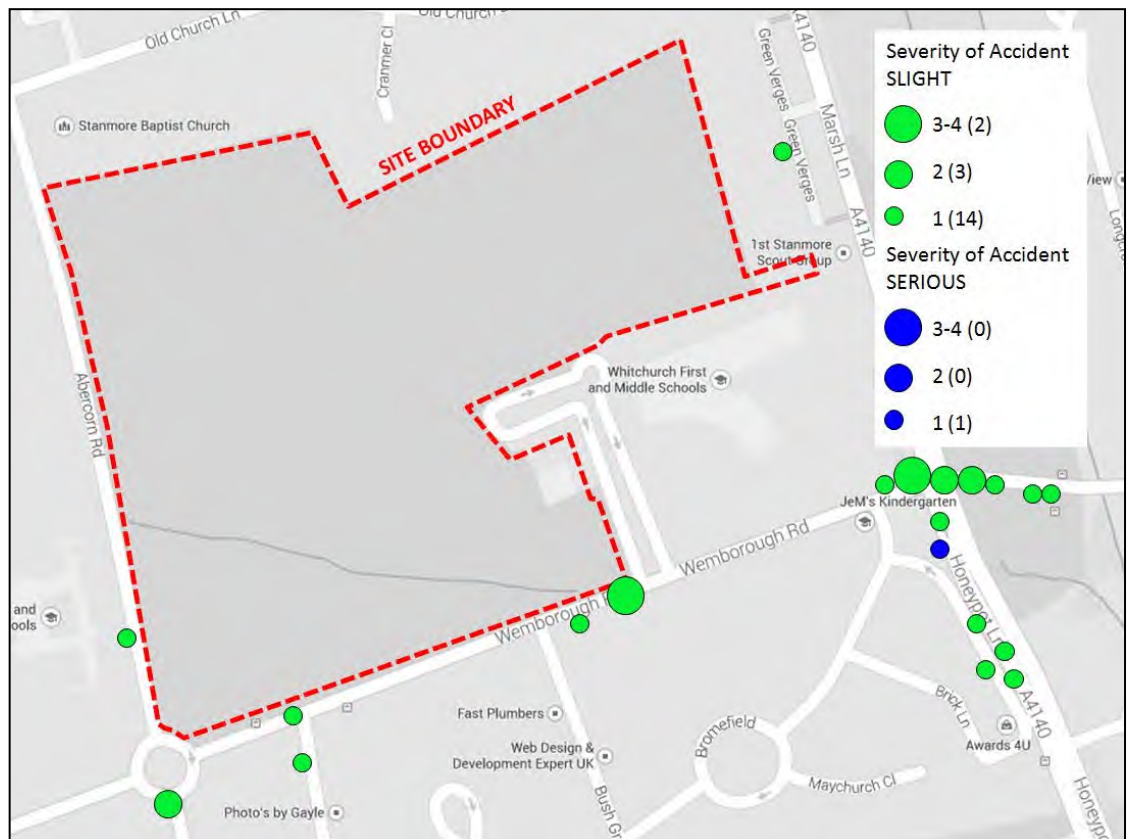 Old Church Ln
Old Church
Cranmer Cl
A4140
Green Verges
Green Verges
Marsh Ln
A4140
Stanmore Baptist Church
SITE BOUNDARY
1st Stanmore
Scout Group
View
Severity of Accident
SLIGHT
3-4 (2)
2 (3)
1 (14)
Severity of Accident
SERIOUS
3-4 (0)
2 (0)
1 (1)
Abercorn Rd
Whitchurch First
and Middle Schools
JeM's Kindergarten
Wemborough Rd
Wemborough
Honeypot Ln
A4140
Honeypot
and
ools
Fast Plumbers
Web Design &
Development Expert UK
Photo's by Gayle
Bush Gr
Bromefield
Maychurch Cl
Brick Ln
Awards 4U